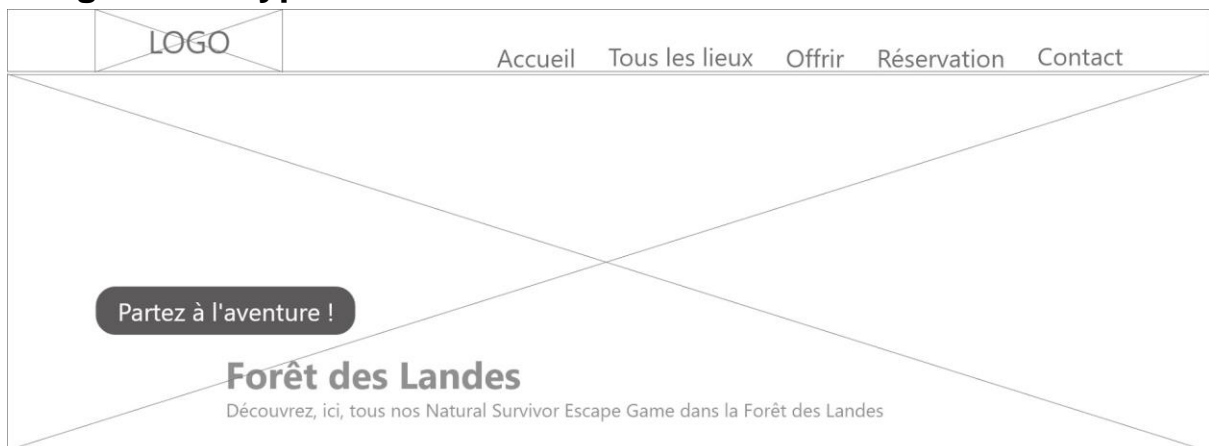 LOGO
Accueil Tous les lieux Offrir Réservation Contact
Partez à l'aventure !
Forêt des Landes
Découvrez, ici, tous nos Natural Survivor Escape Game dans la Forêt des Landes